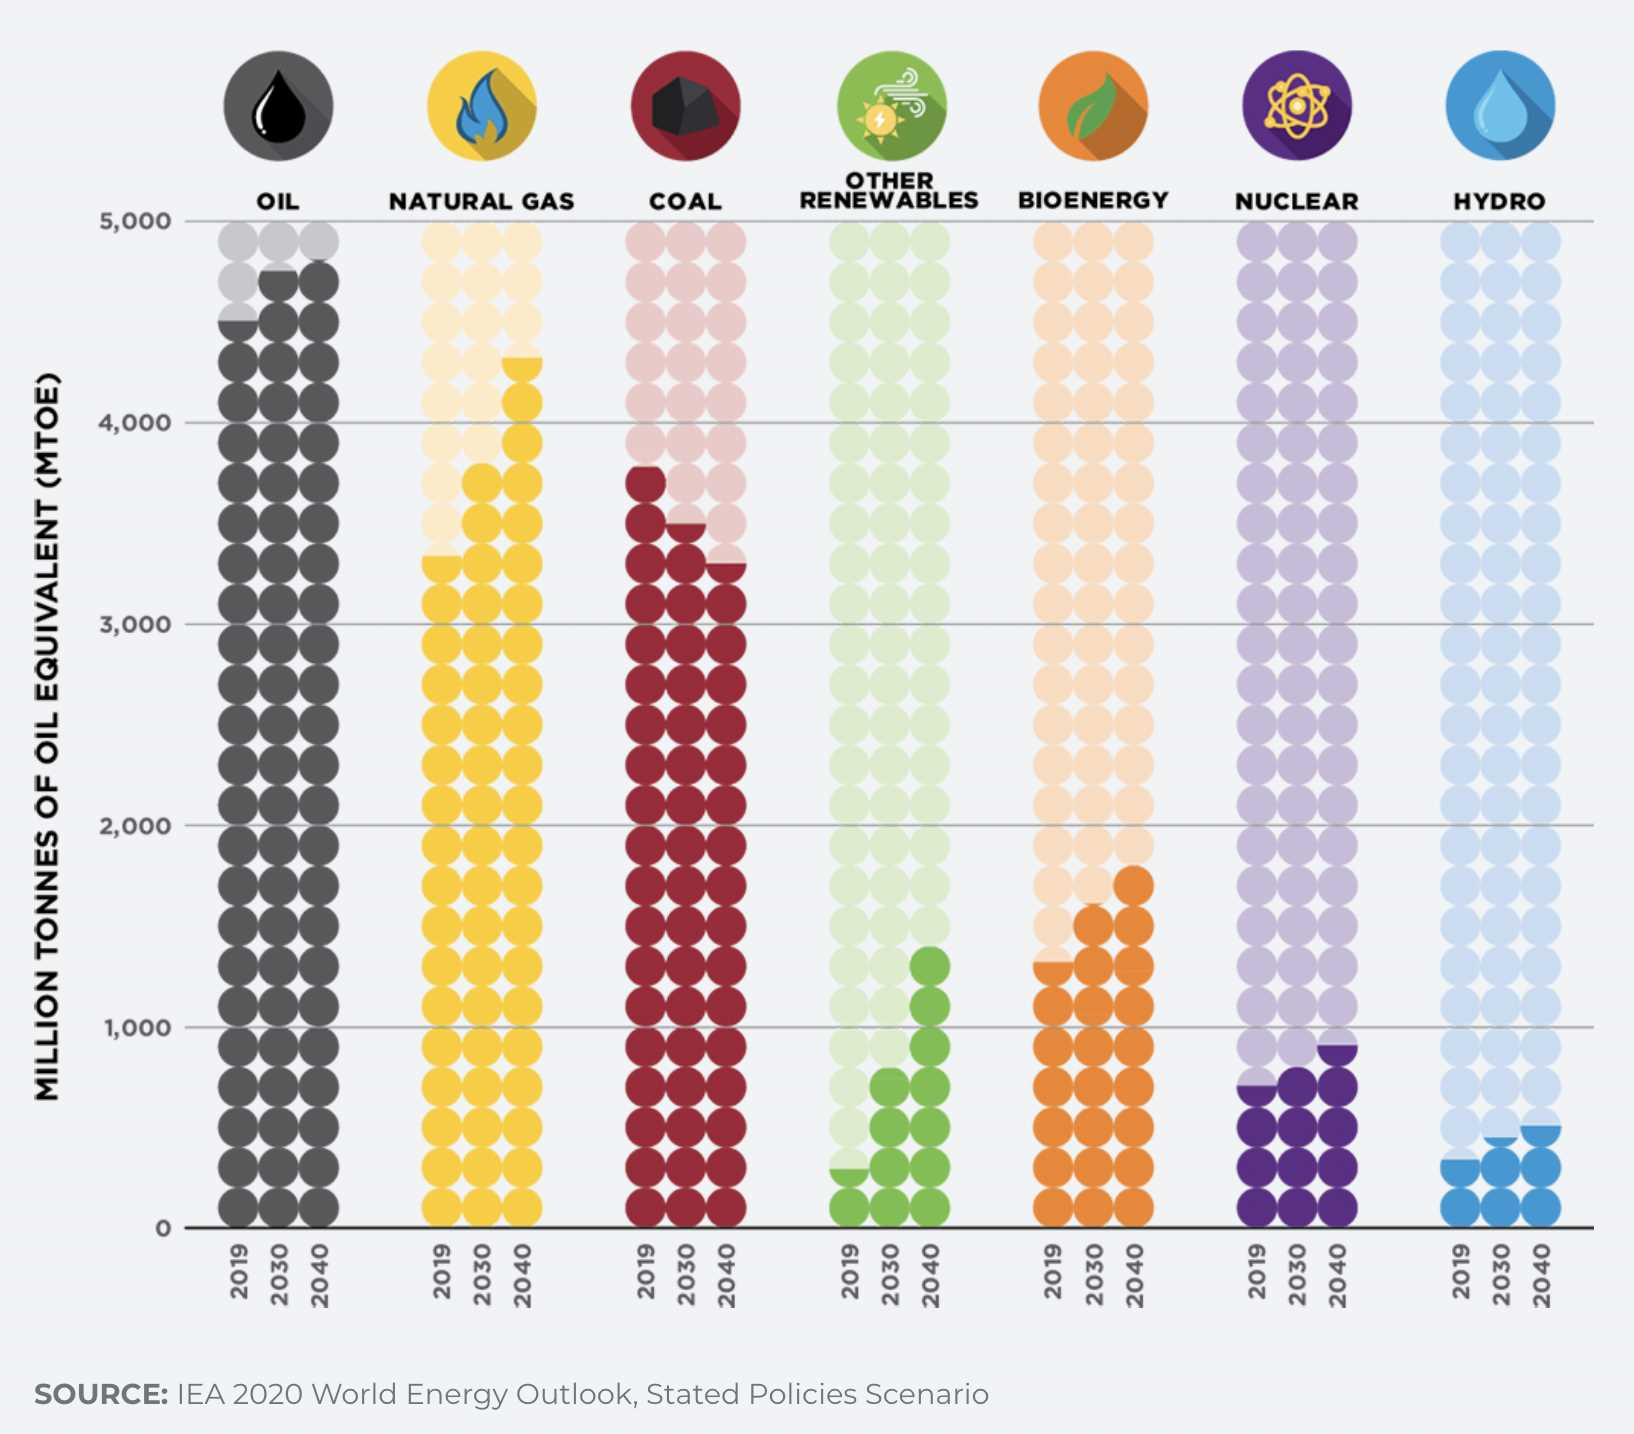 OIL
NATURAL GAS
COAL
OTHER
RENEWABLES
BIOENERGY
NUCLEAR
HYDRO
MILLION TONNES OF OIL EQUIVALENT (MTOE)
5,000
4,000
3,000
2,000
1,000
0
2019 2030 2040
2019 2030 2040
2019 2030 2040
2019 2030 2040
2019 2030 2040
2019 2030 2040
2019 2030 2040
SOURCE: IEA 2020 World Energy Outlook, Stated Policies Scenario